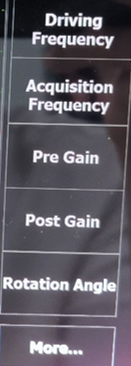 Driving
Frequency
Acquisition
Frequency
Pre Gain
Post Gain
Rotation Angle
More...